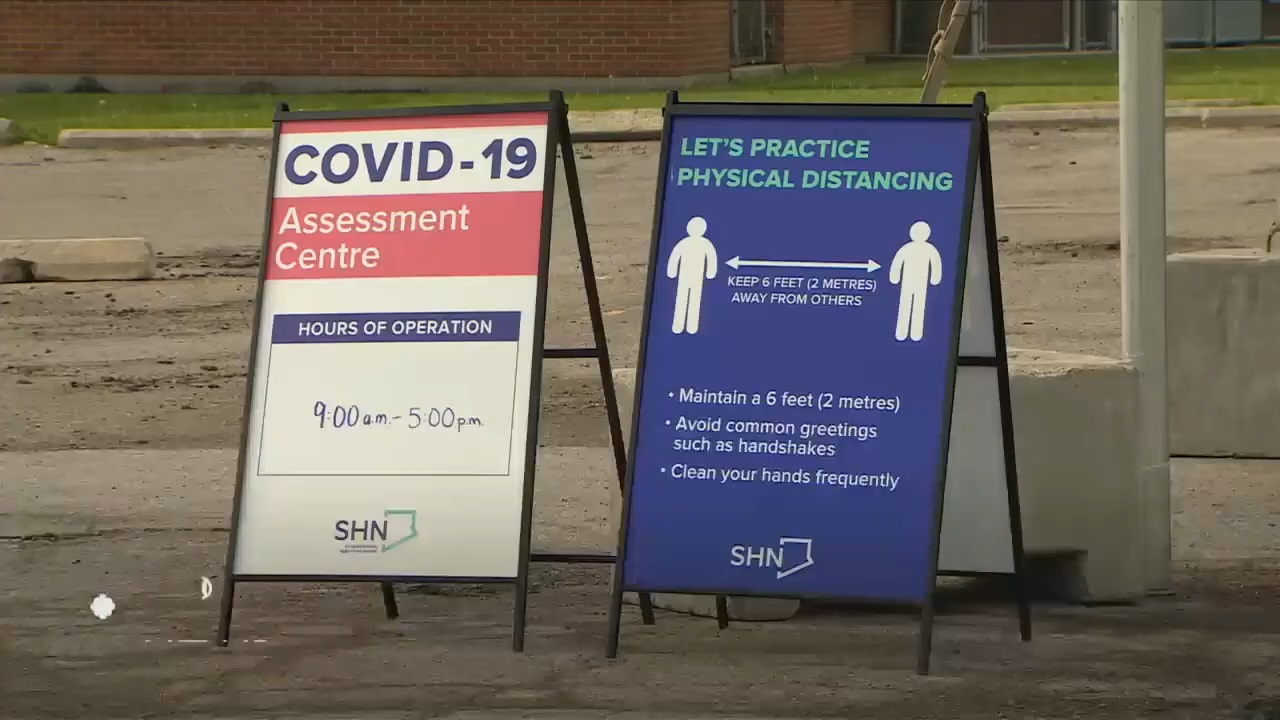 COVID-19
Assessment
Centre
HOURS OF OPERATION
9:00 a.m. - 5:00 p.m.
SHN
LET'S PRACTICE
PHYSICAL DISTANCING
KEEP 6 FEET (2 METRES)
AWAY FROM OTHERS
• Maintain a 6 feet (2 metres)
• Avoid common greetings
such as handshakes
• Clean your hands frequently
SHN